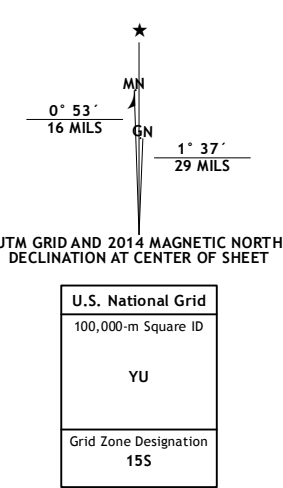 ★
MN
0° 53´
16 MILS
GN
1° 37´
29 MILS
UTM GRID AND 2014 MAGNETIC NORTH
DECLINATION AT CENTER OF SHEET
U.S. National Grid
100,000-m Square ID
YU
Grid Zone Designation
15S